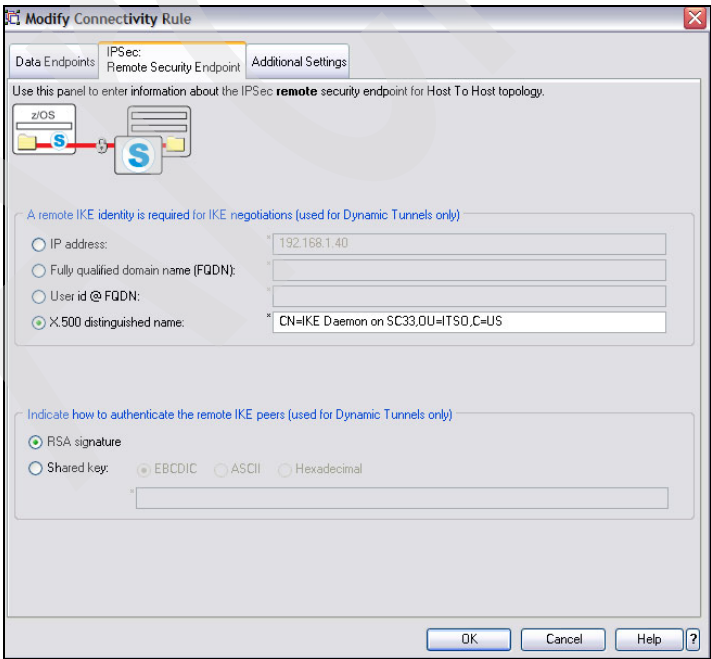 Modify Connectivity Rule
Data Endpoints
IPSec:
Remote Security Endpoint
Additional Settings
Use this panel to enter information about the IPSec remote security endpoint for Host To Host topology.
z/OS
S
S
A remote IKE identity is required for IKE negotiations (used for Dynamic Tunnels only)
IP address: * 192.168.1.40
Fully qualified domain name (FQDN): *
User id @ FQDN: *
X.500 distinguished name: * CN=IKE Daemon on SC33,OU=ITSO,C=US
Indicate how to authenticate the remote IKE peers (used for Dynamic Tunnels only)
RSA signature
Shared key: EBCDIC ASCII Hexadecimal
*
OK Cancel Help ?